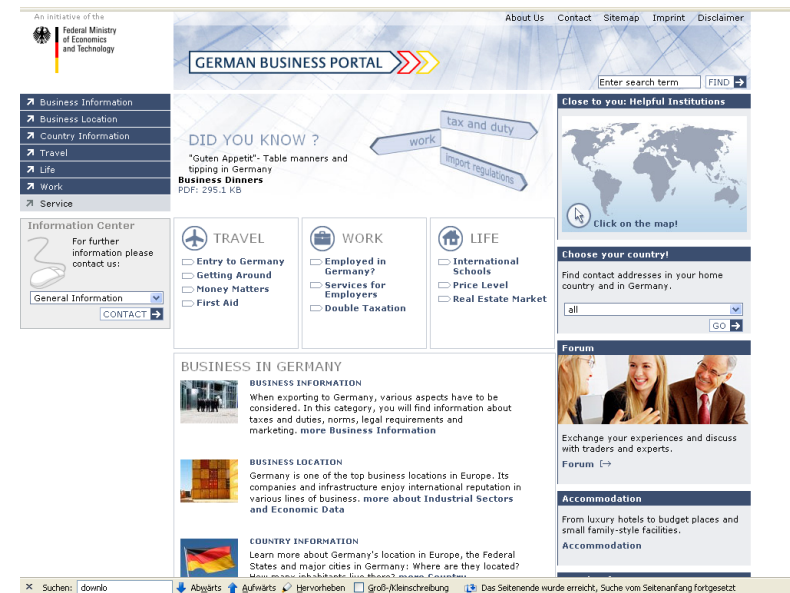 An initiative of the
Federal Ministry
of Economics
and Technology
About Us Contact Sitemap Imprint Disclaimer
GERMAN BUSINESS PORTAL
Enter search term FIND
Business Information
Business Location
Country Information
Travel
Life
Work
Service
Information Center
For further
information please
contact us:
General Information
CONTACT
DID YOU KNOW ?
"Guten Appetit"- Table manners and
tipping in Germany
Business Dinners
PDF: 295.1 KB
tax and duty
work
import regulations
TRAVEL
Entry to Germany
Getting Around
Money Matters
First Aid
WORK
Employed in
Germany?
Services for
Employers
Double Taxation
LIFE
International
Schools
Price Level
Real Estate Market
BUSINESS IN GERMANY
BUSINESS INFORMATION
When exporting to Germany, various aspects have to be
considered. In this category, you will find information about
taxes and duties, norms, legal requirements and
marketing. more Business Information
BUSINESS LOCATION
Germany is one of the top business locations in Europe. Its
companies and infrastructure enjoy international reputation in
various lines of business. more about Industrial Sectors
and Economic Data
COUNTRY INFORMATION
Learn more about Germany's location in Europe, the Federal
States and major cities in Germany: Where are they located?
How many inhabitants live there? more Country
Close to you: Helpful Institutions
Click on the map!
Choose your country!
Find contact addresses in your home
country and in Germany.
all
GO
Forum
Exchange your experiences and discuss
with traders and experts.
Forum
Accommodation
From luxury hotels to budget places and
small family-style facilities.
Accommodation
Suchen: downlo Abwärts Aufwärts Hervorheben Groß-/Kleinschreibung Das Seitenende wurde erreicht, Suche vom Seitenanfang fortgesetzt